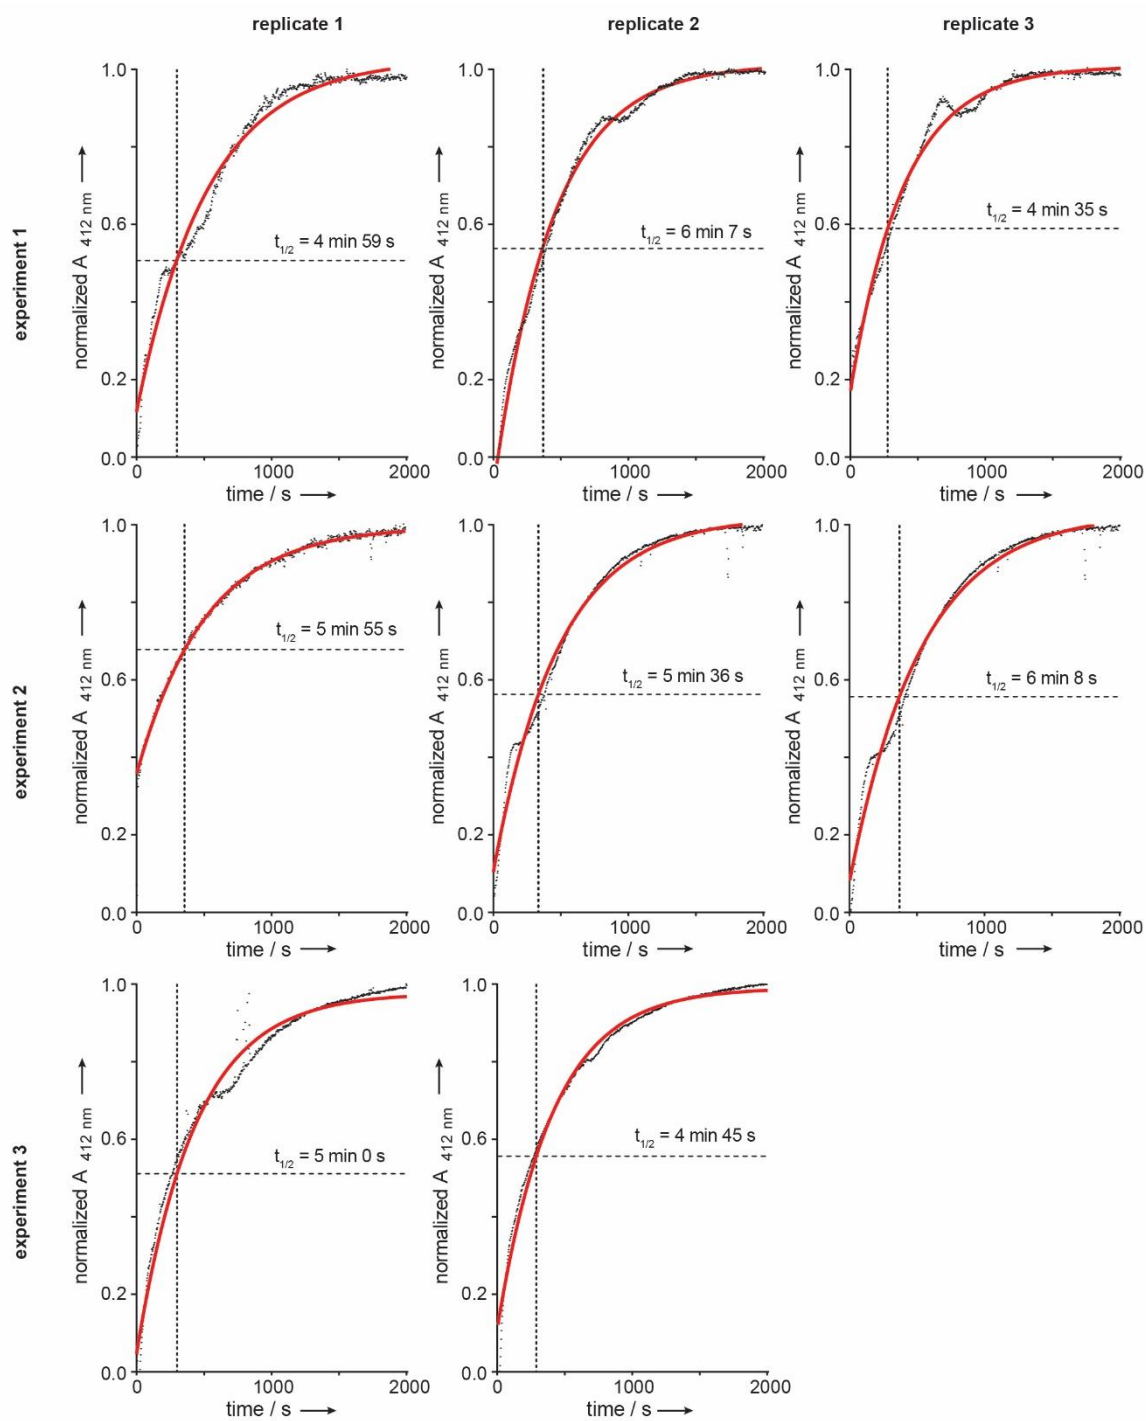 replicate 1 replicate 2 replicate 3
experiment 1
normalized A 412 nm
1.0
0.6
0.2
0.0
t1/2 = 4 min 59 s
0 1000 2000
time / s
normalized A 412 nm
1.0
0.6
0.2
0.0
t1/2 = 6 min 7 s
0 1000 2000
time / s
normalized A 412 nm
1.0
0.6
0.2
0.0
t1/2 = 4 min 35 s
0 1000 2000
time / s
experiment 2
normalized A 412 nm
1.0
0.6
0.2
0.0
t1/2 = 5 min 55 s
0 1000 2000
time / s
normalized A 412 nm
1.0
0.6
0.2
0.0
t1/2 = 5 min 36 s
0 1000 2000
time / s
normalized A 412 nm
1.0
0.6
0.2
0.0
t1/2 = 6 min 8 s
0 1000 2000
time / s
experiment 3
normalized A 412 nm
1.0
0.6
0.2
0.0
t1/2 = 5 min 0 s
0 1000 2000
time / s
normalized A 412 nm
1.0
0.6
0.2
0.0
t1/2 = 4 min 45 s
0 1000 2000
time / s